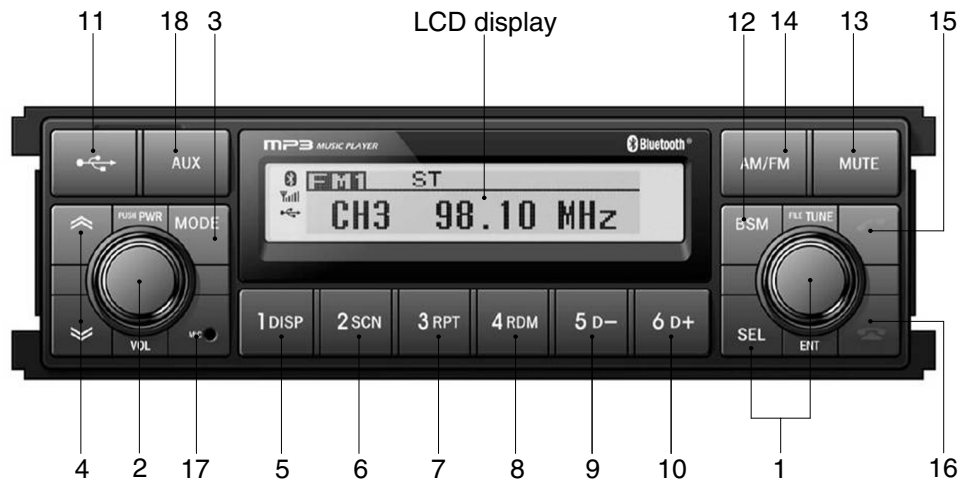 11 18 3 LCD display 12 14 13 15
MP3 MUSIC PLAYER Bluetooth®
AUX AM/FM MUTE
FM1 ST
CH3 98.10 MHz
PUSH PWR MODE BSM FILE TUNE
1 DISP 2 SCN 3 RPT 4 RDM 5 D− 6 D+
VOL MIC SEL ENT
4 2 17 5 6 7 8 9 10 1 16